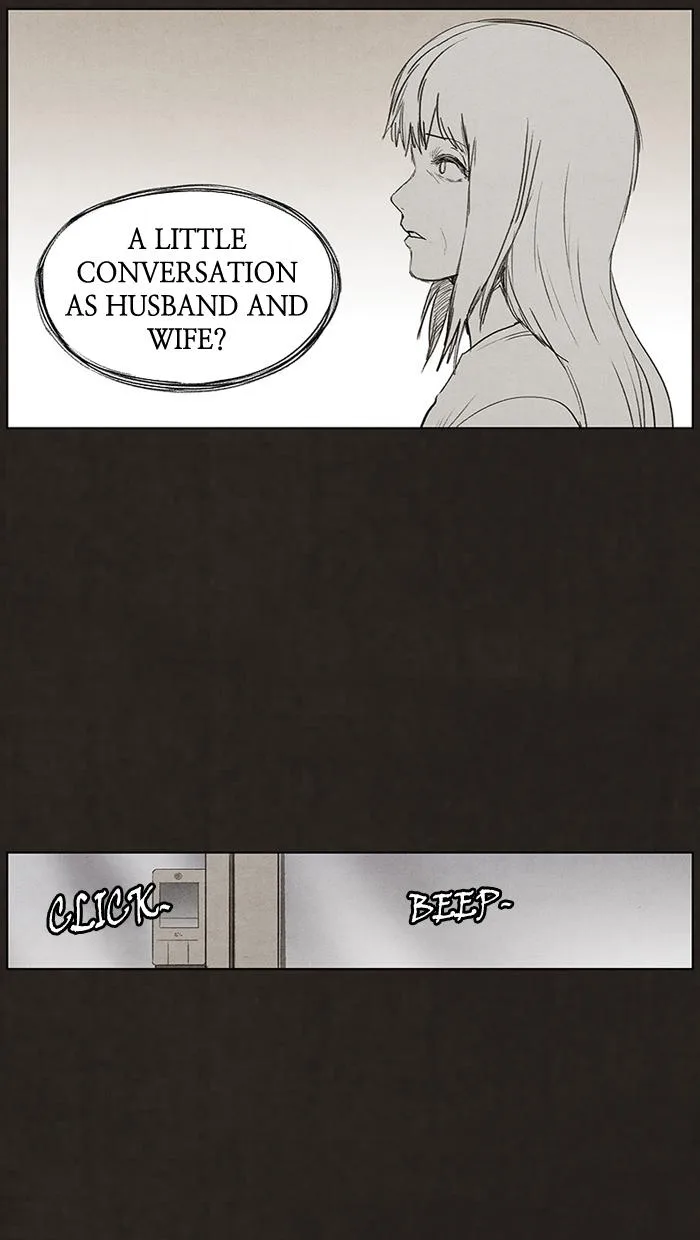 A LITTLE
CONVERSATION
AS HUSBAND AND
WIFE?
CLICK-
BEEP-